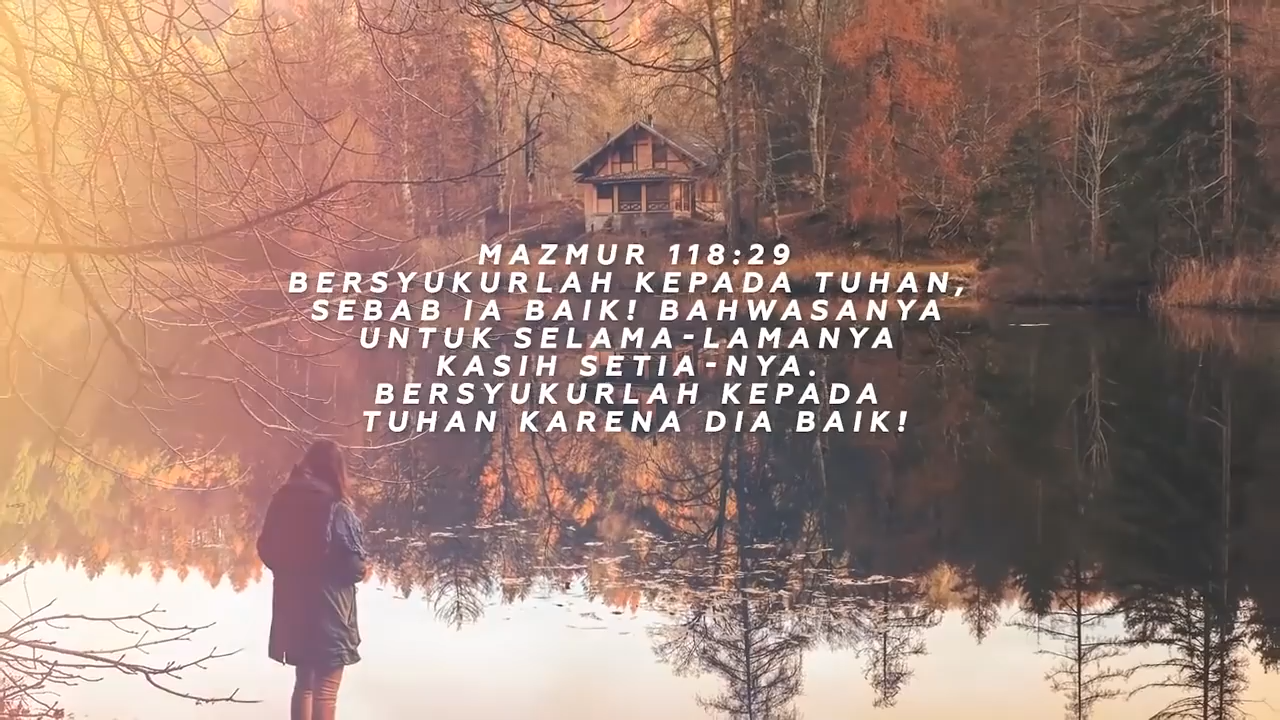 MAZMUR 118:29
BERSYUKURLAH KEPADA TUHAN,
SEBAB IA BAIK! BAHWASANYA
UNTUK SELAMA-LAMANYA
KASIH SETIA-NYA.
BERSYUKURLAH KEPADA
TUHAN KARENA DIA BAIK!